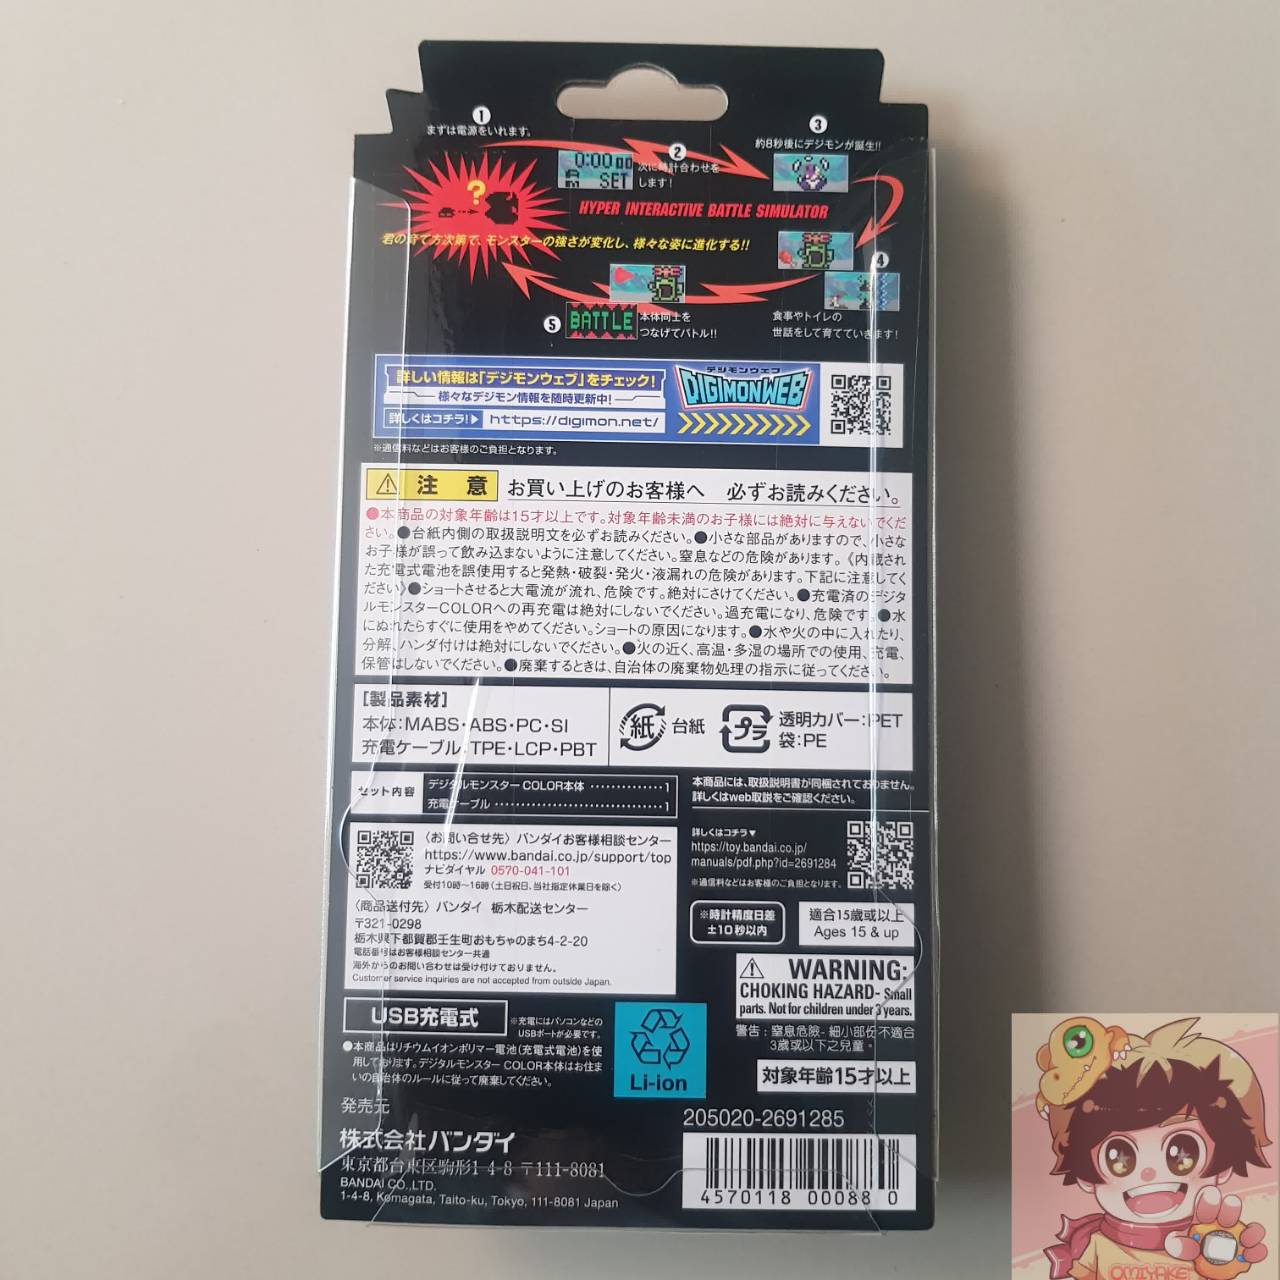 1
まずは電源をいれます。
0:00 00
SET
2
次に時計合わせを
します!
3
約8秒後にデジモンが誕生!!
?
HYPER INTERACTIVE BATTLE SIMULATOR
君の育て方次第で、モンスターの強さが変化し、様々な姿に進化する!!
4
食事やトイレの
世話をして育てていきます!
5
BATTLE
本体同士を
つなげてバトル!!
詳しい情報は「デジモンウェブ」をチェック!
様々なデジモン情報を随時更新中!
詳しくはコチラ!▶ https://digimon.net/
デジモンウェブ
DIGIMONWEB
※通信料などはお客様のご負担となります。
注 意 お買い上げのお客様へ 必ずお読みください。
●本商品の対象年齢は15才以上です。対象年齢未満のお子様には絶対に与えないでくだ
さい。●台紙内側の取扱説明文を必ずお読みください。●小さな部品がありますので、小さな
お子様が誤って飲み込まないように注意してください。窒息などの危険があります。《内蔵され
た充電式電池を誤使用すると発熱・破裂・発火・液漏れの危険があります。下記に注意してく
ださい》●ショートさせると大電流が流れ、危険です。絶対にさけてください。●充電済のデジタ
ルモンスターCOLORへの再充電は絶対にしないでください。過充電になり、危険です。●水
にぬれたらすぐに使用をやめてください。ショートの原因になります。●水や火の中に入れたり、
分解、ハンダ付けは絶対にしないでください。●火の近く、高温・多湿の場所での使用、充電、
保管はしないでください。●廃棄するときは、自治体の廃棄物処理の指示に従ってください。
[製品素材]
本体:MABS・ABS・PC・SI
充電ケーブル:TPE・LCP・PBT
紙 台紙
プラ 透明カバー:PET
袋:PE
セット内容
デジタルモンスター COLOR本体 ‥‥‥‥‥1
充電ケーブル ‥‥‥‥‥‥‥‥‥‥‥1
本商品には、取扱説明書が同梱されておりません。
詳しくはweb取説をご確認ください。
〈お問い合せ先〉バンダイお客様相談センター
https://www.bandai.co.jp/support/top
ナビダイヤル 0570-041-101
受付10時〜16時(土日祝日、当社指定休業日を除く)
〈商品送付先〉バンダイ 栃木配送センター
〒321-0298
栃木県下都賀郡壬生町おもちゃのまち4-2-20
電話番号はお客様相談センター共通
海外からのお問い合わせは受け付けておりません。
Customer service inquiries are not accepted from outside Japan.
詳しくはコチラ▼
https://toy.bandai.co.jp/
manuals/pdf.php?id=2691284
※通信料などはお客様のご負担となります。
※時計精度日差
±10秒以内
適合15歲或以上
Ages 15 & up
WARNING:
CHOKING HAZARD- Small
parts. Not for children under 3 years.
警告:窒息危險- 細小部份不適合
3歲或以下之兒童。
対象年齢15才以上
USB充電式
※充電にはパソコンなどの
USBポートが必要です。
●本商品はリチウムイオンポリマー電池(充電式電池)を使
用しております。デジタルモンスター COLOR本体はお住ま
いの自治体のルールに従って廃棄してください。
Li-ion
発売元
株式会社バンダイ
東京都台東区駒形1-4-8 〒111-8081
BANDAI CO.,LTD.
1-4-8, Komagata, Taito-ku, Tokyo, 111-8081 Japan
205020-2691285
4570118 00088 0
OMIYAKE